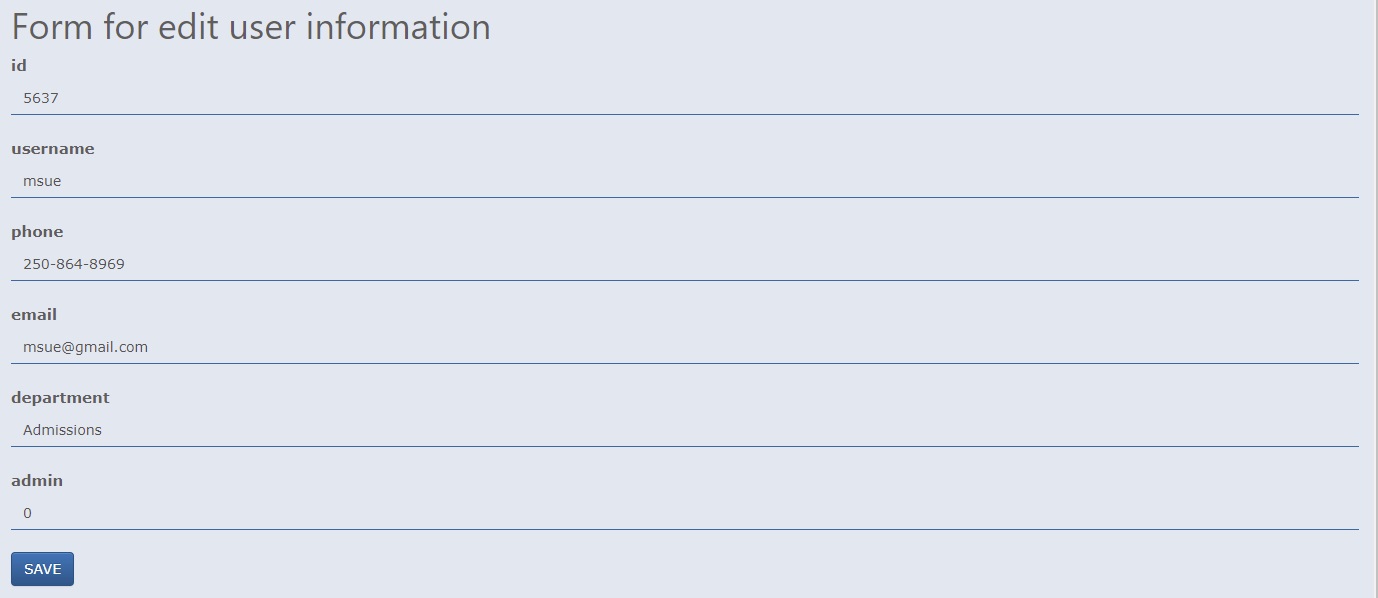 Form for edit user information
id
5637
username
msue
phone
250-864-8969
email
msue@gmail.com
department
Admissions
admin
0
SAVE